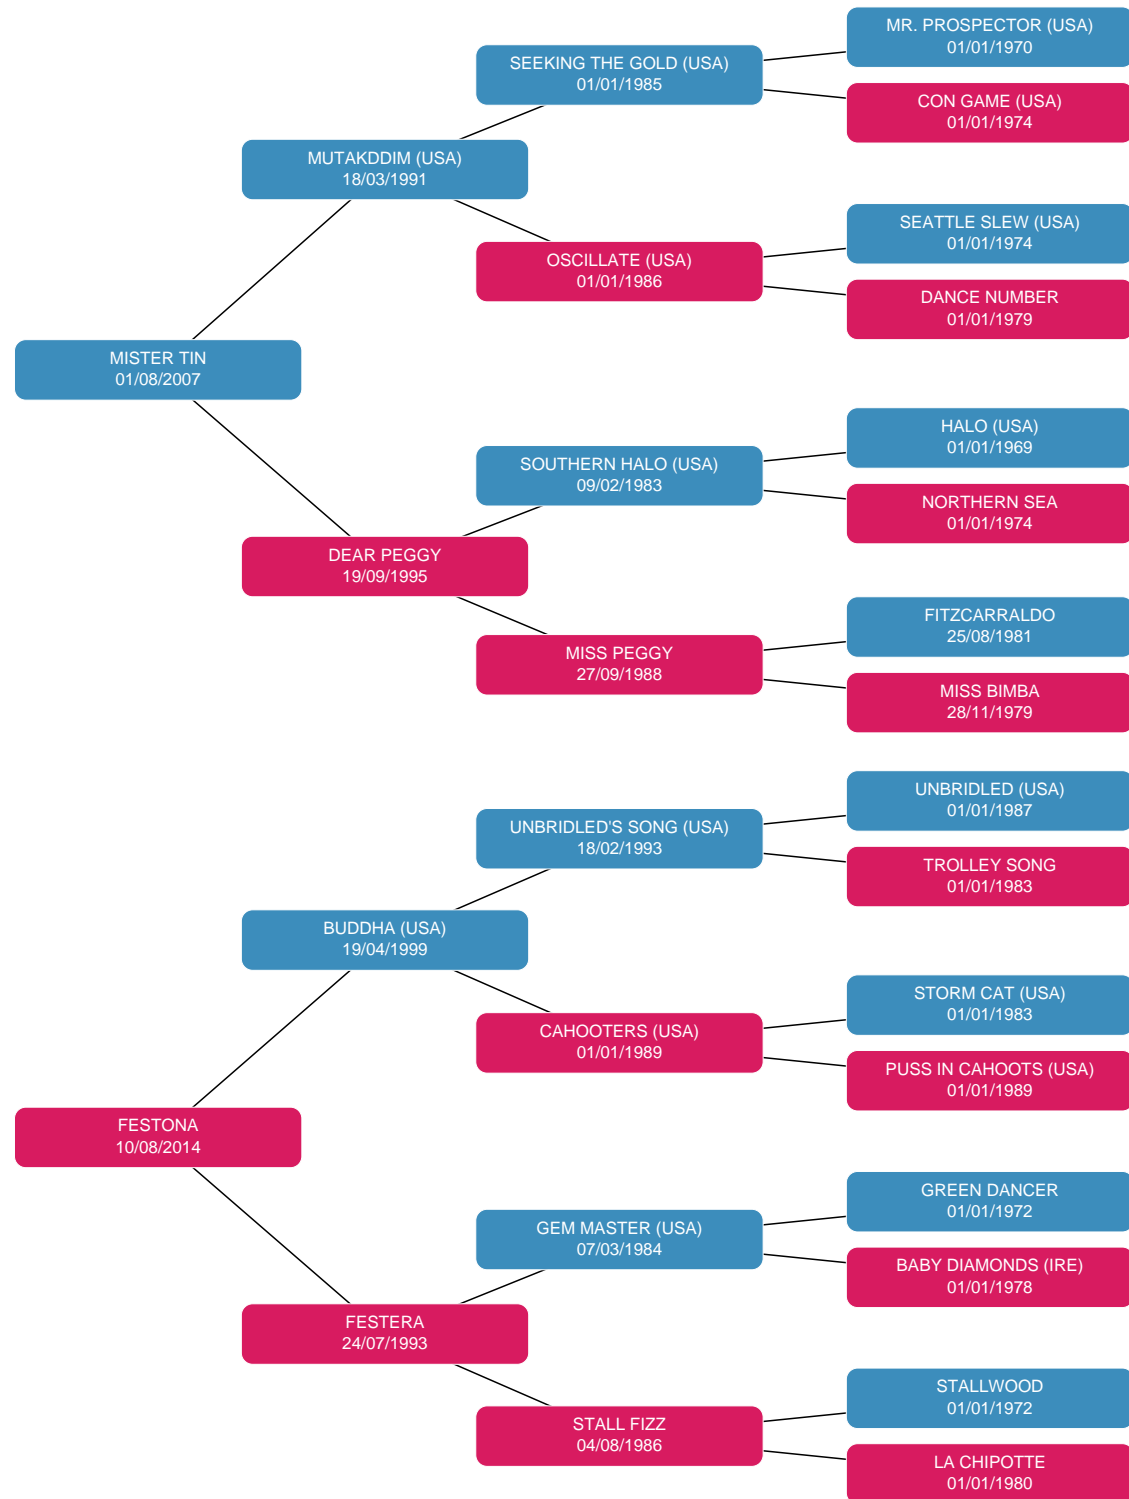 MR. PROSPECTOR (USA)
01/01/1970
SEEKING THE GOLD (USA)
01/01/1985
CON GAME (USA)
01/01/1974
MUTAKDDIM (USA)
18/03/1991
SEATTLE SLEW (USA)
01/01/1974
OSCILLATE (USA)
01/01/1986
DANCE NUMBER
01/01/1979
MISTER TIN
01/08/2007
HALO (USA)
01/01/1969
SOUTHERN HALO (USA)
09/02/1983
NORTHERN SEA
01/01/1974
DEAR PEGGY
19/09/1995
FITZCARRALDO
25/08/1981
MISS PEGGY
27/09/1988
MISS BIMBA
28/11/1979
UNBRIDLED (USA)
01/01/1987
UNBRIDLED'S SONG (USA)
18/02/1993
TROLLEY SONG
01/01/1983
BUDDHA (USA)
19/04/1999
STORM CAT (USA)
01/01/1983
CAHOOTERS (USA)
01/01/1989
PUSS IN CAHOOTS (USA)
01/01/1989
FESTONA
10/08/2014
GREEN DANCER
01/01/1972
GEM MASTER (USA)
07/03/1984
BABY DIAMONDS (IRE)
01/01/1978
FESTERA
24/07/1993
STALLWOOD
01/01/1972
STALL FIZZ
04/08/1986
LA CHIPOTTE
01/01/1980